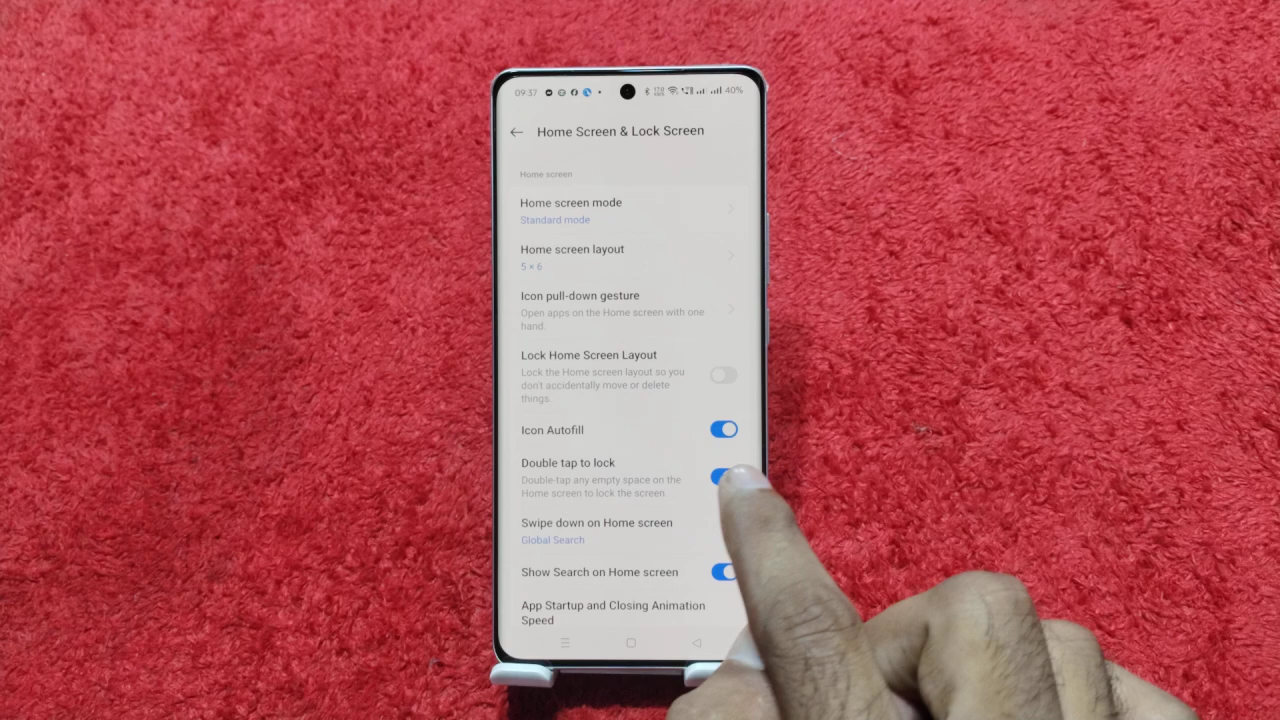 09:37
40%
Home Screen & Lock Screen
Home screen
Home screen mode
Standard mode
Home screen layout
5 × 6
Icon pull-down gesture
Open apps on the Home screen with one
hand.
Lock Home Screen Layout
Lock the Home screen layout so you
don't accidentally move or delete
things.
Icon Autofill
Double tap to lock
Double-tap any empty space on the
Home screen to lock the screen.
Swipe down on Home screen
Global Search
Show Search on Home screen
App Startup and Closing Animation
Speed